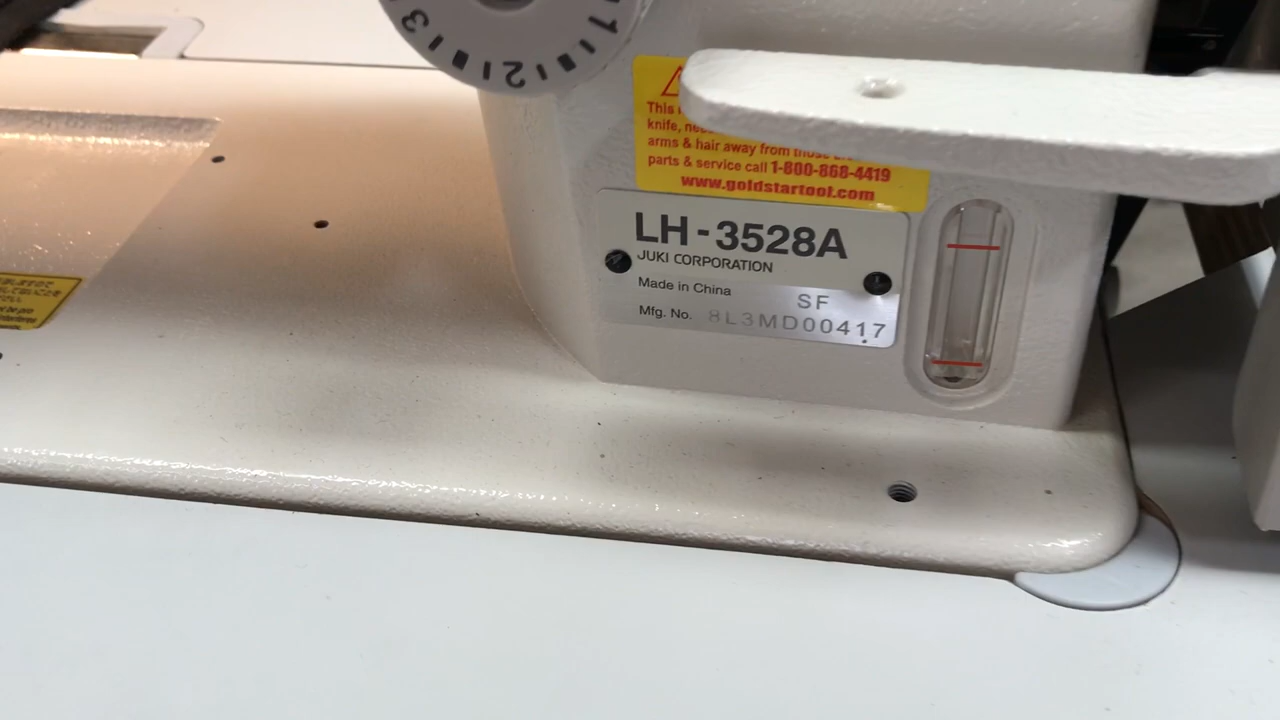 3 2 1
This
knife,
arms & hair away from those
parts & service call 1-800-868-4419
www.goldstartool.com
LH-3528A
JUKI CORPORATION
Made in China
SF
Mfg. No. 8L3MD00417